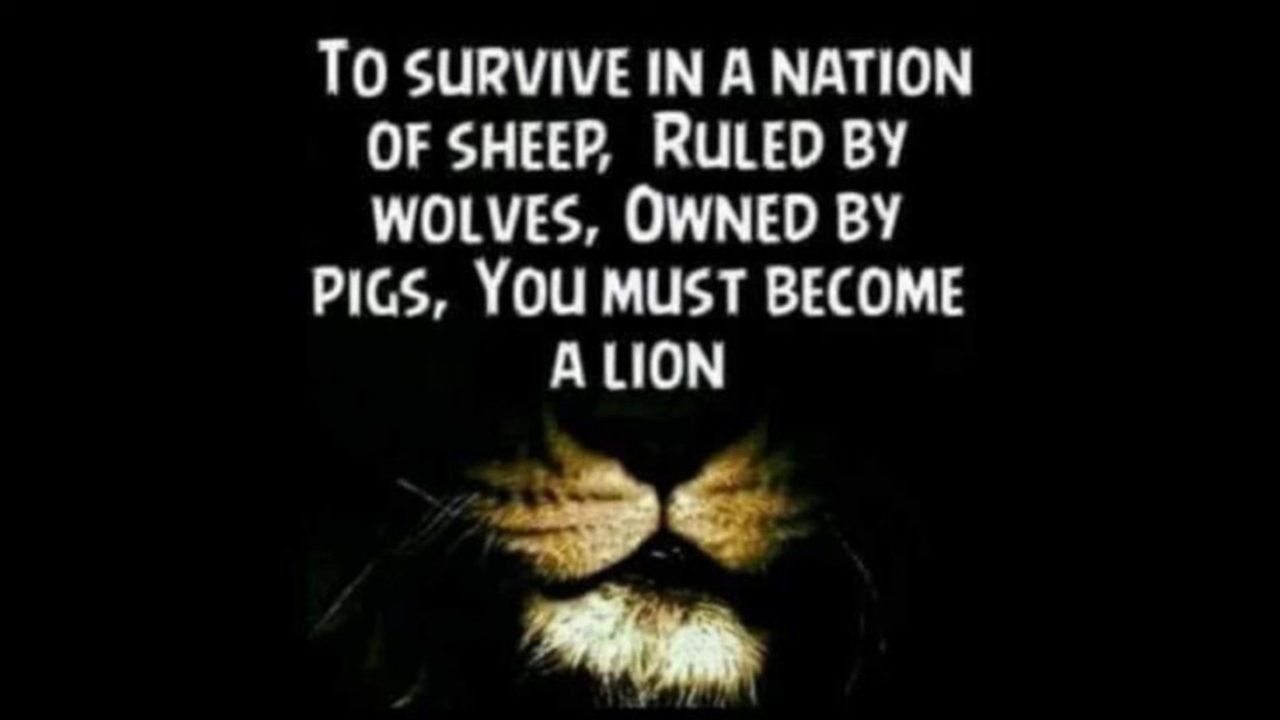 To survive in a nation
of sheep, Ruled by
wolves, Owned by
pigs, You must become
a lion